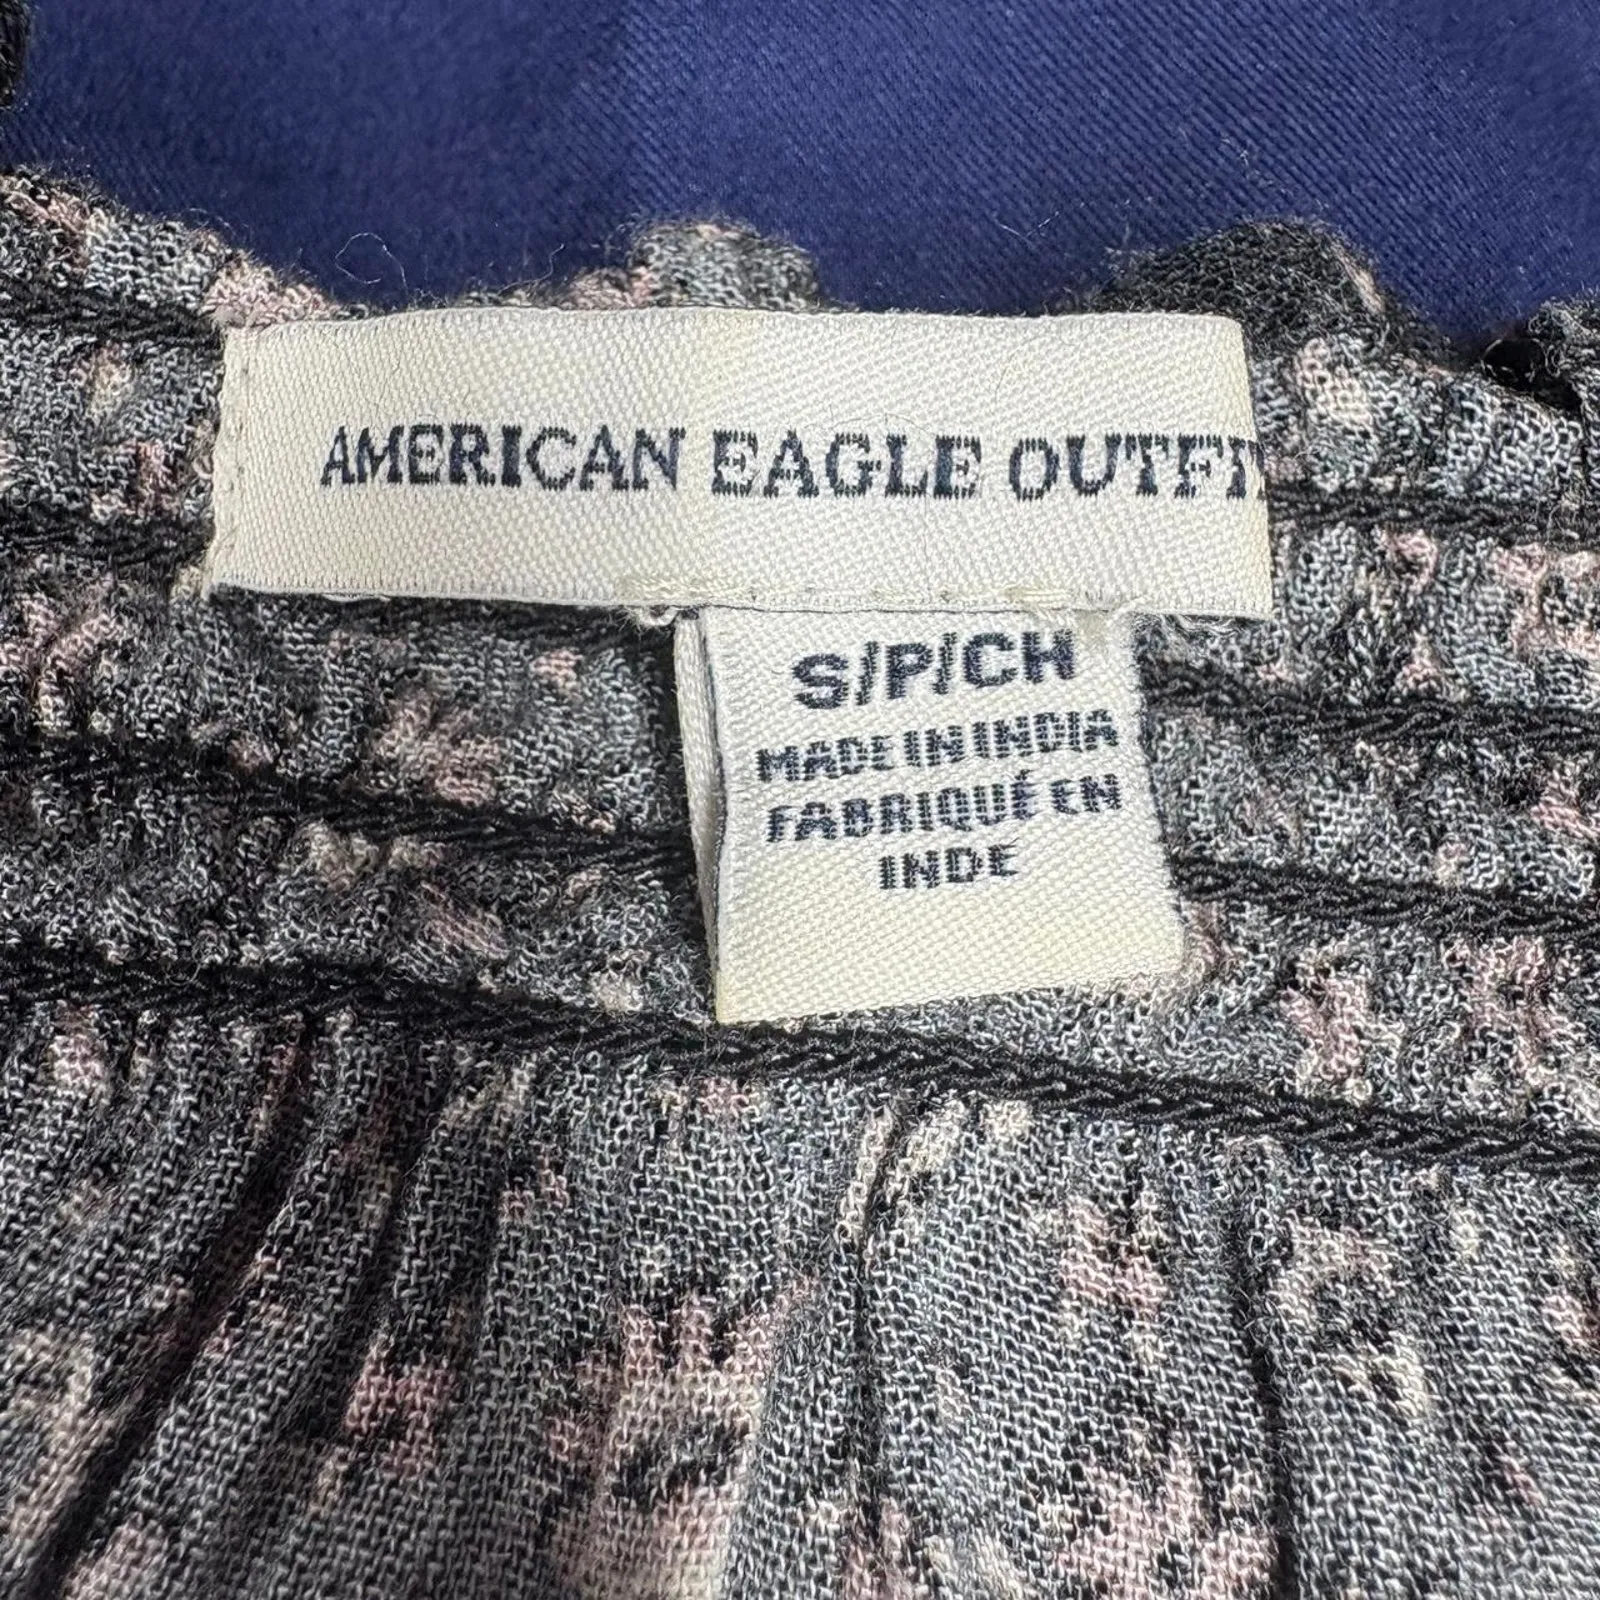 AMERICAN EAGLE OUTFIT
S/P/CH
MADE IN INDIA
FABRIQUÉ EN
INDE